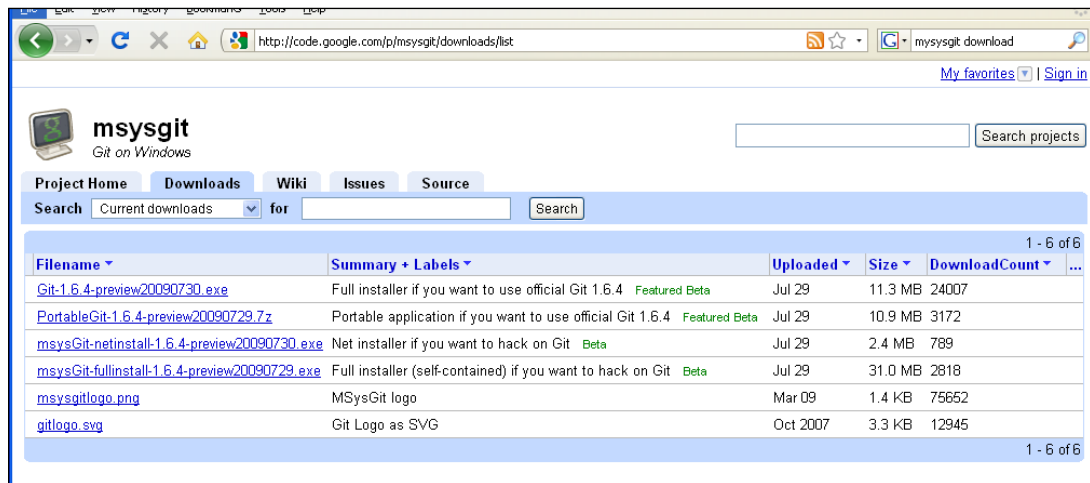 File Edit View History Bookmarks Tools Help
http://code.google.com/p/msysgit/downloads/list mysysgit download
My favorites | Sign in
msysgit
Git on Windows
Search projects
Project Home Downloads Wiki Issues Source
Search Current downloads for Search
1 - 6 of 6
Filename Summary + Labels Uploaded Size DownloadCount ...
Git-1.6.4-preview20090730.exe Full installer if you want to use official Git 1.6.4 Featured Beta Jul 29 11.3 MB 24007
PortableGit-1.6.4-preview20090729.7z Portable application if you want to use official Git 1.6.4 Featured Beta Jul 29 10.9 MB 3172
msysGit-netinstall-1.6.4-preview20090730.exe Net installer if you want to hack on Git Beta Jul 29 2.4 MB 789
msysGit-fullinstall-1.6.4-preview20090729.exe Full installer (self-contained) if you want to hack on Git Beta Jul 29 31.0 MB 2818
msysgitlogo.png MSysGit logo Mar 09 1.4 KB 75652
gitlogo.svg Git Logo as SVG Oct 2007 3.3 KB 12945
1 - 6 of 6